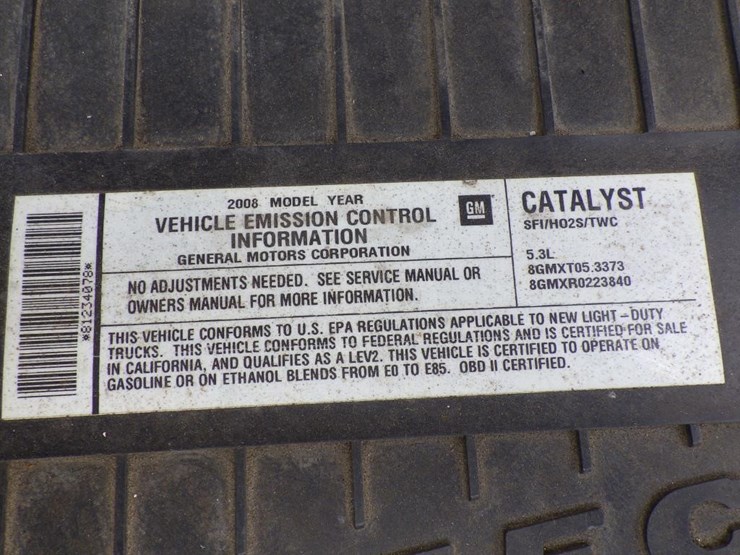 *81234078*
2008 MODEL YEAR
VEHICLE EMISSION CONTROL
INFORMATION
GENERAL MOTORS CORPORATION
GM
CATALYST
SFI/HO2S/TWC
5.3L
8GMXT05.3373
8GMXR0223840
NO ADJUSTMENTS NEEDED. SEE SERVICE MANUAL OR
OWNERS MANUAL FOR MORE INFORMATION.
THIS VEHICLE CONFORMS TO U.S. EPA REGULATIONS APPLICABLE TO NEW LIGHT-DUTY
TRUCKS. THIS VEHICLE CONFORMS TO FEDERAL REGULATIONS AND IS CERTIFIED FOR SALE
IN CALIFORNIA, AND QUALIFIES AS A LEV2. THIS VEHICLE IS CERTIFIED TO OPERATE ON
GASOLINE OR ON ETHANOL BLENDS FROM E0 TO E85. OBD II CERTIFIED.